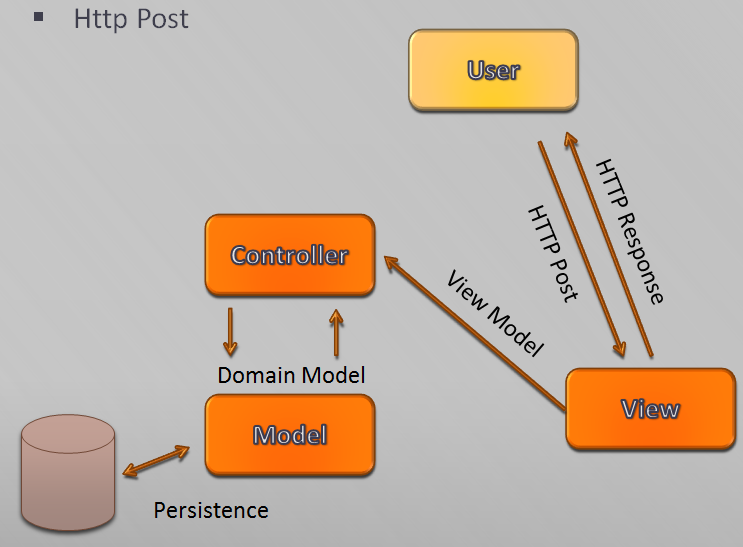 Http Post
User
HTTP Response
HTTP Post
Controller
View Model
Domain Model
View
Model
Persistence